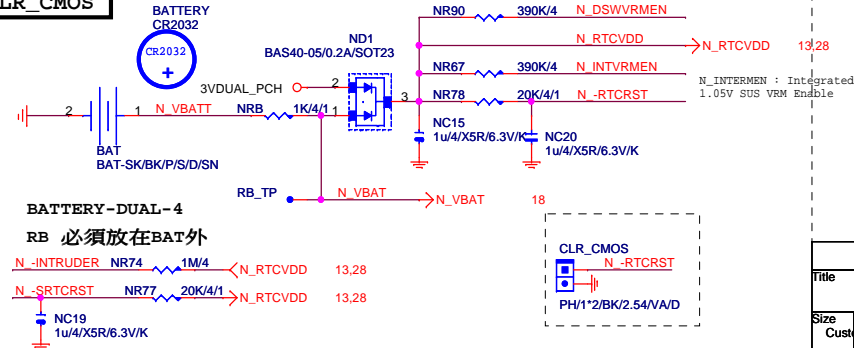 CLR_CMOS
BATTERY
CR2032
CR2032
+
ND1
BAS40-05/0.2A/SOT23
3VDUAL_PCH
2
1
3
2
1
N_VBATT
NRB
1K/4/1
BAT
BAT-SK/BK/P/S/D/SN
NR90
390K/4
N_DSWVRMEN
N_RTCVDD
N_RTCVDD
13,28
NR67
390K/4
N_INTVRMEN
N_INTERMEN : Integrated
1.05V SUS VRM Enable
NR78
20K/4/1
N_-RTCRST
NC15
1u/4/X5R/6.3V/K
NC20
1u/4/X5R/6.3V/K
RB_TP
N_VBAT
N_VBAT
18
BATTERY-DUAL-4
RB 必須放在BAT外
N_-INTRUDER
NR74
1M/4
N_RTCVDD
13,28
N_-SRTCRST
NR77
20K/4/1
N_RTCVDD
13,28
NC19
1u/4/X5R/6.3V/K
CLR_CMOS
N_-RTCRST
PH/1*2/BK/2.54/VA/D
Title
Size